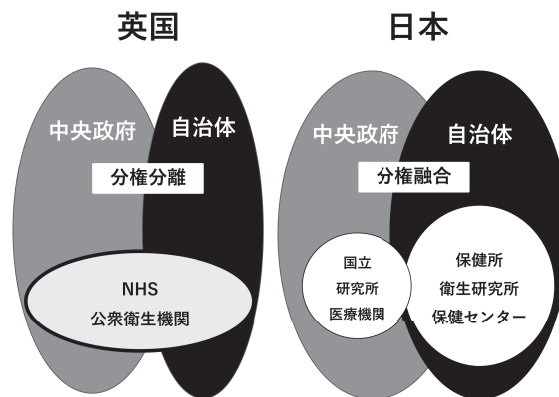 英国
中央政府
自治体
分権分離
NHS
公衆衛生機関
日本
中央政府
自治体
分権融合
国立
研究所
医療機関
保健所
衛生研究所
保健センター